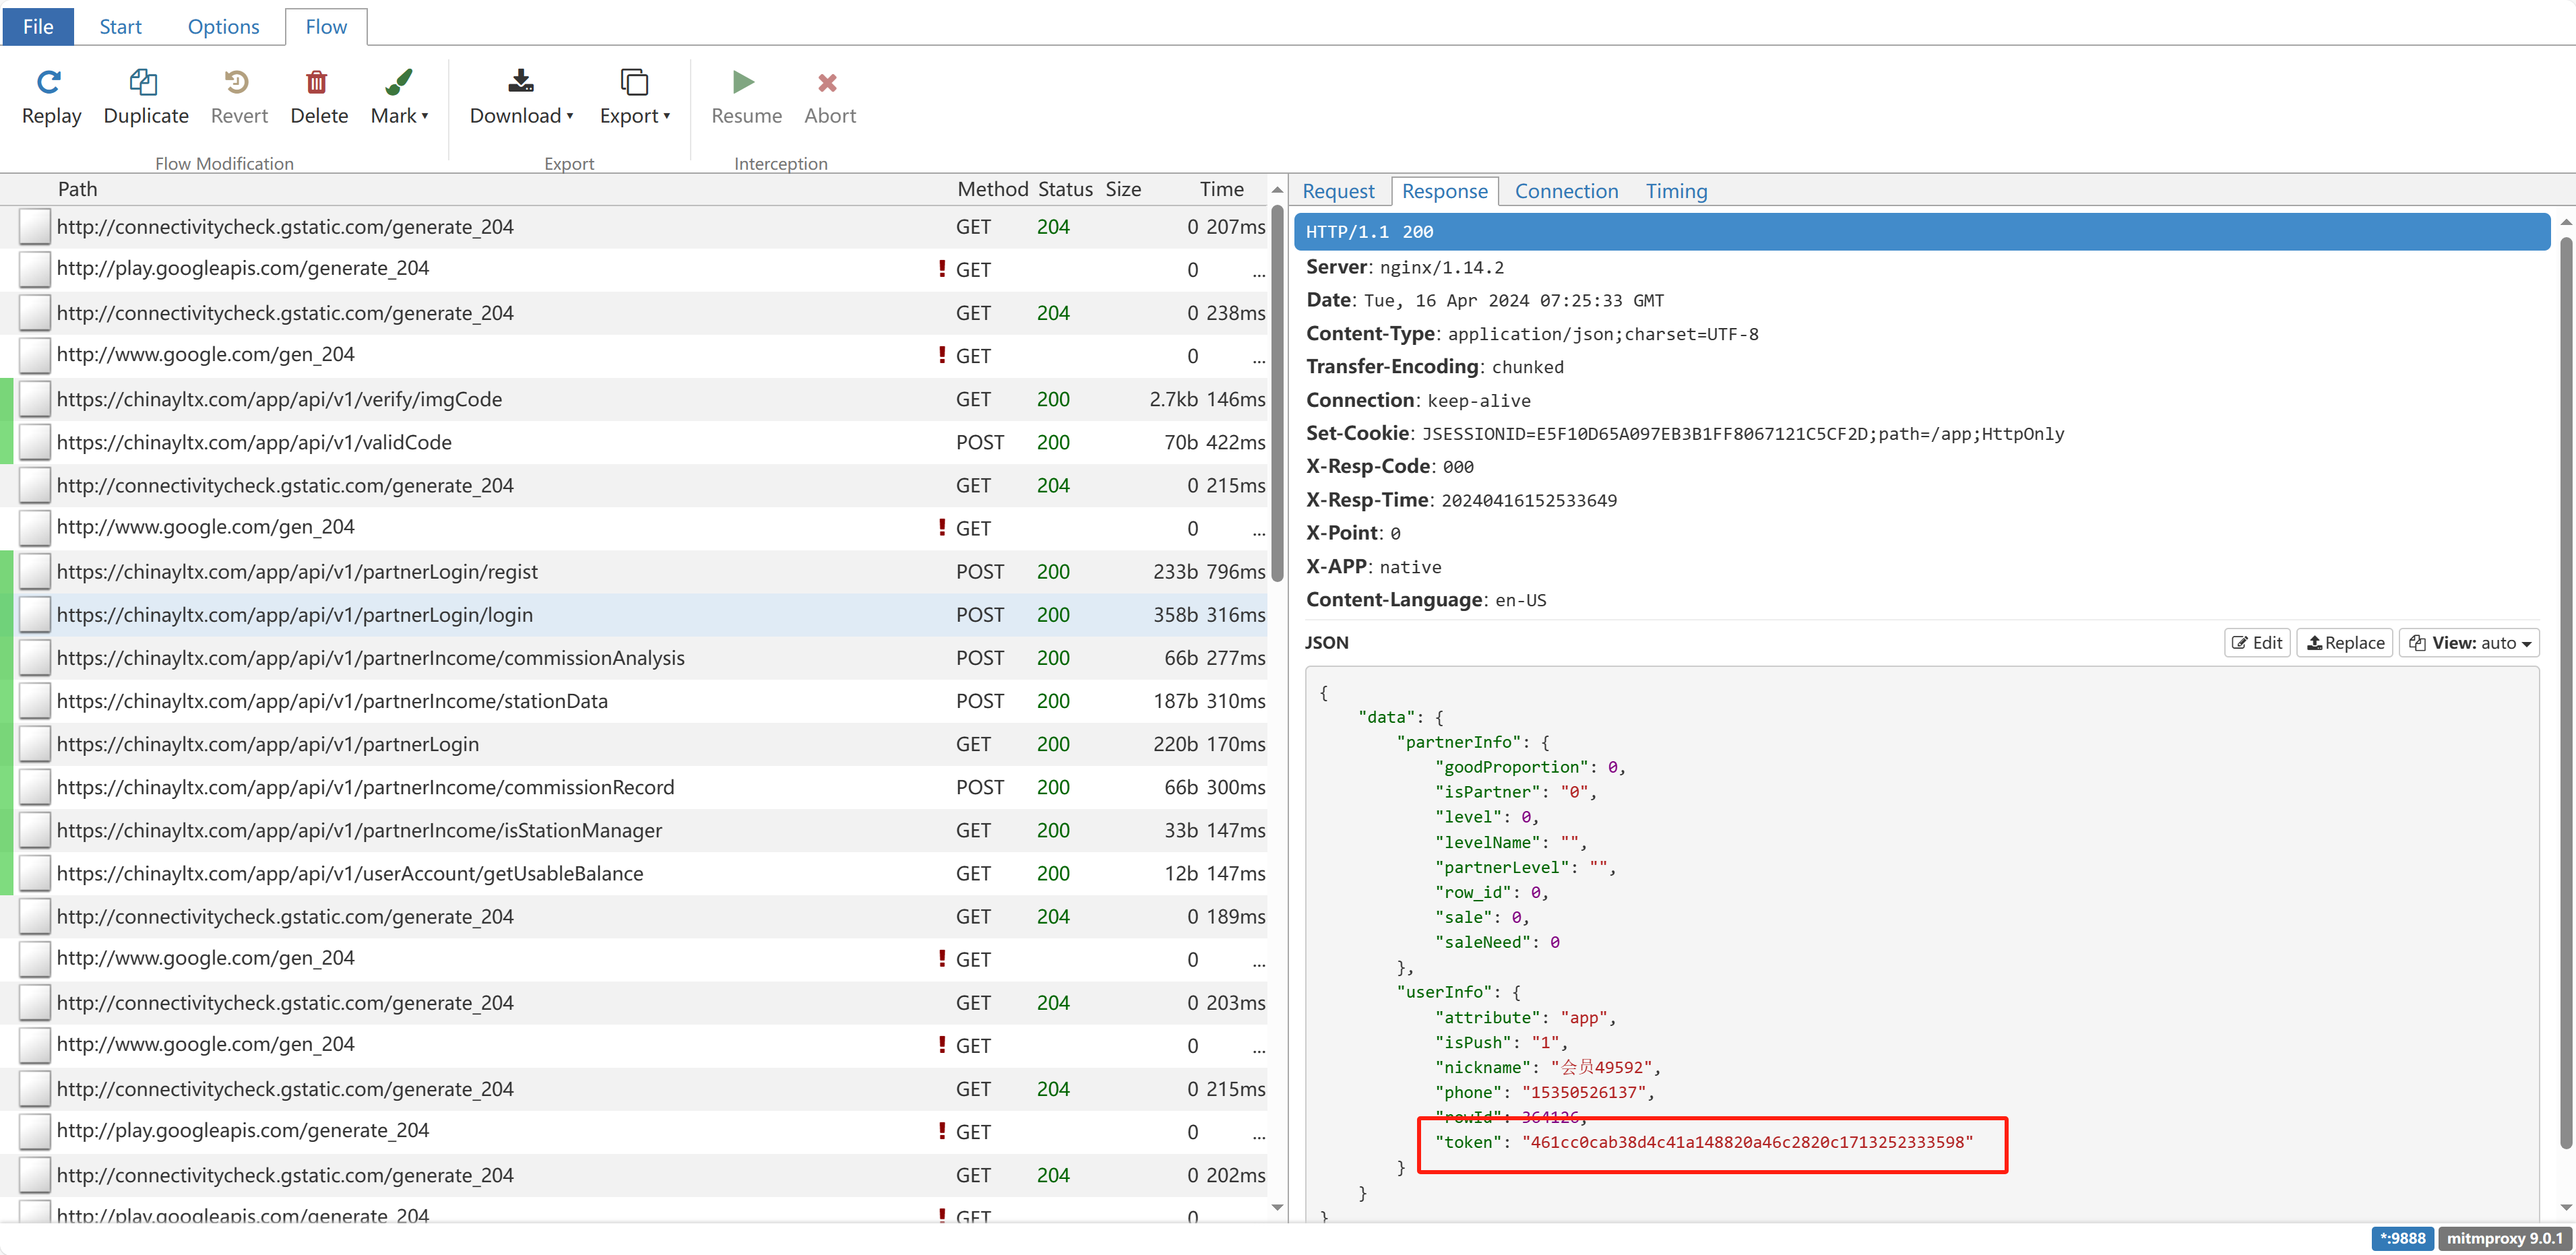 File Start Options Flow
Replay Duplicate Revert Delete Mark Download Export Resume Abort
Flow Modification Export Interception
Path Method Status Size Time
http://connectivitycheck.gstatic.com/generate_204 GET 204 0 207ms
http://play.googleapis.com/generate_204 ! GET 0 ...
http://connectivitycheck.gstatic.com/generate_204 GET 204 0 238ms
http://www.google.com/gen_204 ! GET 0 ...
https://chinayltx.com/app/api/v1/verify/imgCode GET 200 2.7kb 146ms
https://chinayltx.com/app/api/v1/validCode POST 200 70b 422ms
http://connectivitycheck.gstatic.com/generate_204 GET 204 0 215ms
http://www.google.com/gen_204 ! GET 0 ...
https://chinayltx.com/app/api/v1/partnerLogin/regist POST 200 233b 796ms
https://chinayltx.com/app/api/v1/partnerLogin/login POST 200 358b 316ms
https://chinayltx.com/app/api/v1/partnerIncome/commissionAnalysis POST 200 66b 277ms
https://chinayltx.com/app/api/v1/partnerIncome/stationData POST 200 187b 310ms
https://chinayltx.com/app/api/v1/partnerLogin GET 200 220b 170ms
https://chinayltx.com/app/api/v1/partnerIncome/commissionRecord POST 200 66b 300ms
https://chinayltx.com/app/api/v1/partnerIncome/isStationManager GET 200 33b 147ms
https://chinayltx.com/app/api/v1/userAccount/getUsableBalance GET 200 12b 147ms
http://connectivitycheck.gstatic.com/generate_204 GET 204 0 189ms
http://www.google.com/gen_204 ! GET 0 ...
http://connectivitycheck.gstatic.com/generate_204 GET 204 0 203ms
http://www.google.com/gen_204 ! GET 0 ...
http://connectivitycheck.gstatic.com/generate_204 GET 204 0 215ms
http://play.googleapis.com/generate_204 ! GET 0 ...
http://connectivitycheck.gstatic.com/generate_204 GET 204 0 202ms
http://play.googleapis.com/generate_204 ! GET 0
Request Response Connection Timing
HTTP/1.1 200
Server: nginx/1.14.2
Date: Tue, 16 Apr 2024 07:25:33 GMT
Content-Type: application/json;charset=UTF-8
Transfer-Encoding: chunked
Connection: keep-alive
Set-Cookie: JSESSIONID=E5F10D65A097EB3B1FF8067121C5CF2D;path=/app;HttpOnly
X-Resp-Code: 000
X-Resp-Time: 20240416152533649
X-Point: 0
X-APP: native
Content-Language: en-US
JSON Edit Replace View: auto
{
"data": {
"partnerInfo": {
"goodProportion": 0,
"isPartner": "0",
"level": 0,
"levelName": "",
"partnerLevel": "",
"row_id": 0,
"sale": 0,
"saleNeed": 0
},
"userInfo": {
"attribute": "app",
"isPush": "1",
"nickname": "会员49592",
"phone": "15350526137",
"rowId": 364126,
"token": "461cc0cab38d4c41a148820a46c2820c1713252333598"
}
}
}
*:9888 mitmproxy 9.0.1